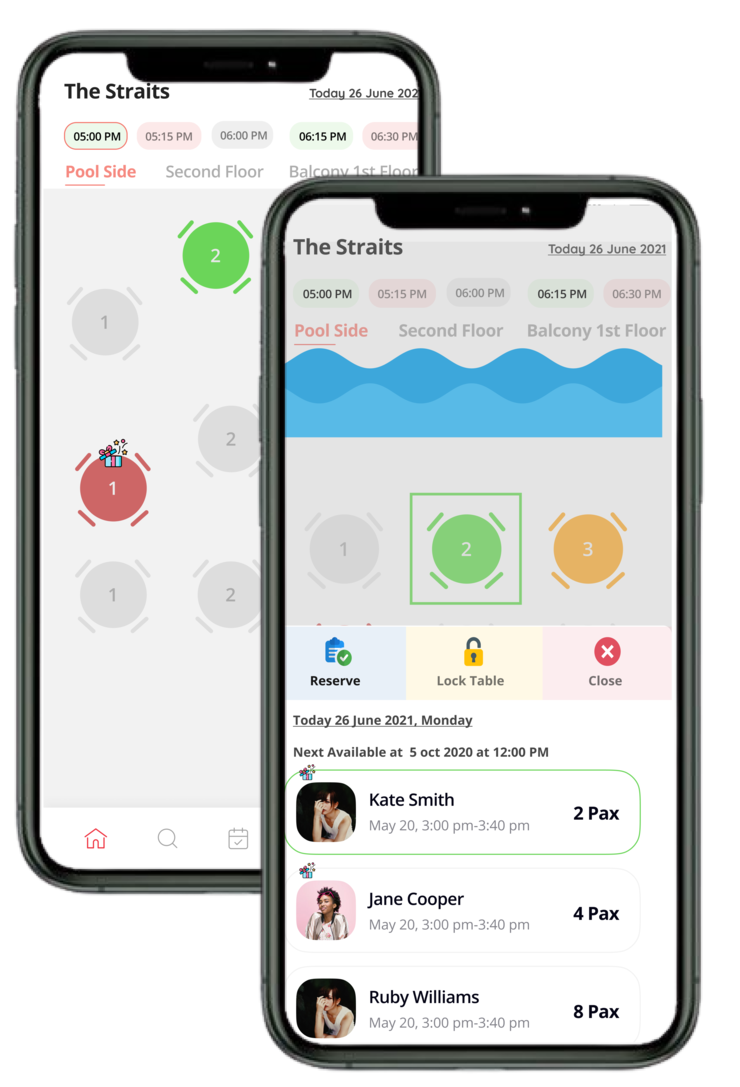 The Straits
Today 26 June 202
05:00 PM 05:15 PM 06:00 PM 06:15 PM 06:30 PM
Pool Side Second Floor Balcony 1st Floor
2
1
2
1
1 2
The Straits
Today 26 June 2021
05:00 PM 05:15 PM 06:00 PM 06:15 PM 06:30 PM
Pool Side Second Floor Balcony 1st Floor
1 2 3
Reserve Lock Table Close
Today 26 June 2021, Monday
Next Available at 5 oct 2020 at 12:00 PM
Kate Smith
May 20, 3:00 pm-3:40 pm
2 Pax
Jane Cooper
May 20, 3:00 pm-3:40 pm
4 Pax
Ruby Williams
May 20, 3:00 pm-3:40 pm
8 Pax